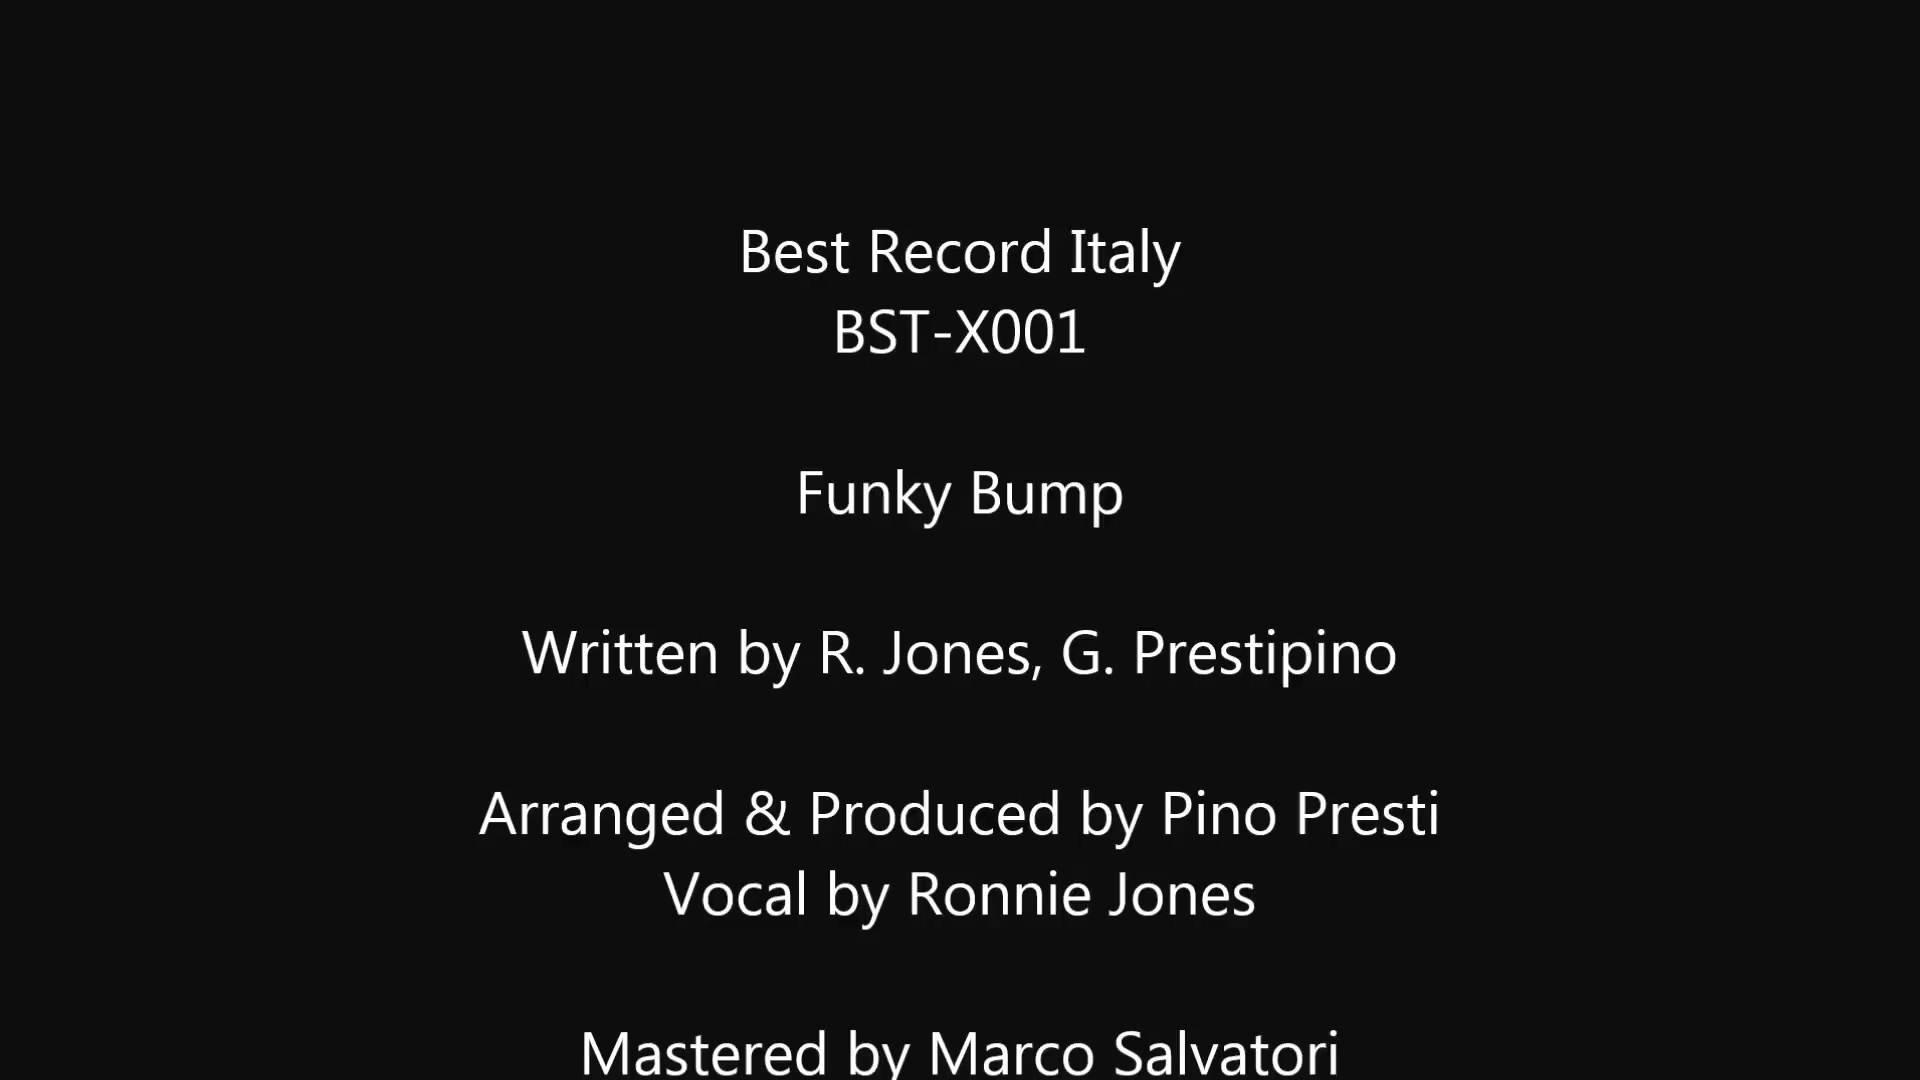 Best Record Italy
BST-X001
Funky Bump
Written by R. Jones, G. Prestipino
Arranged & Produced by Pino Presti
Vocal by Ronnie Jones
Mastered by Marco Salvatori